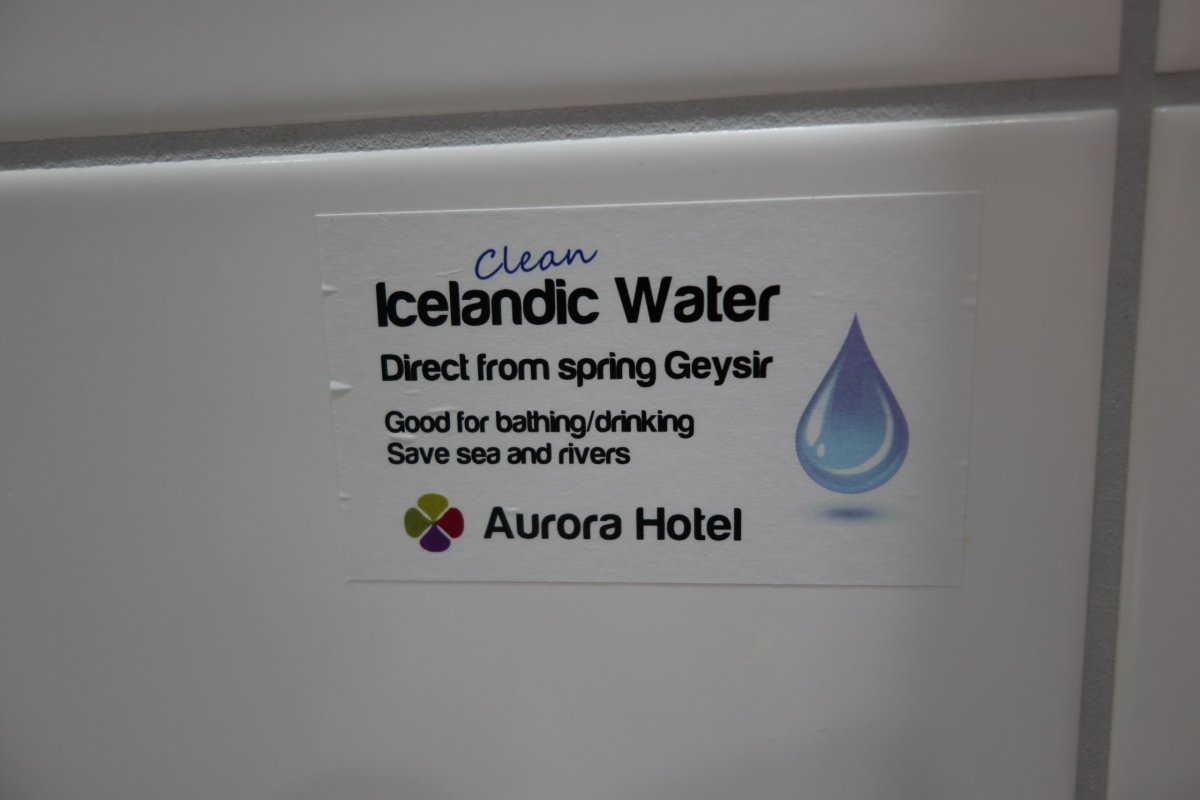 Clean
Icelandic Water
Direct from spring Geysir
Good for bathing/drinking
Save sea and rivers
Aurora Hotel